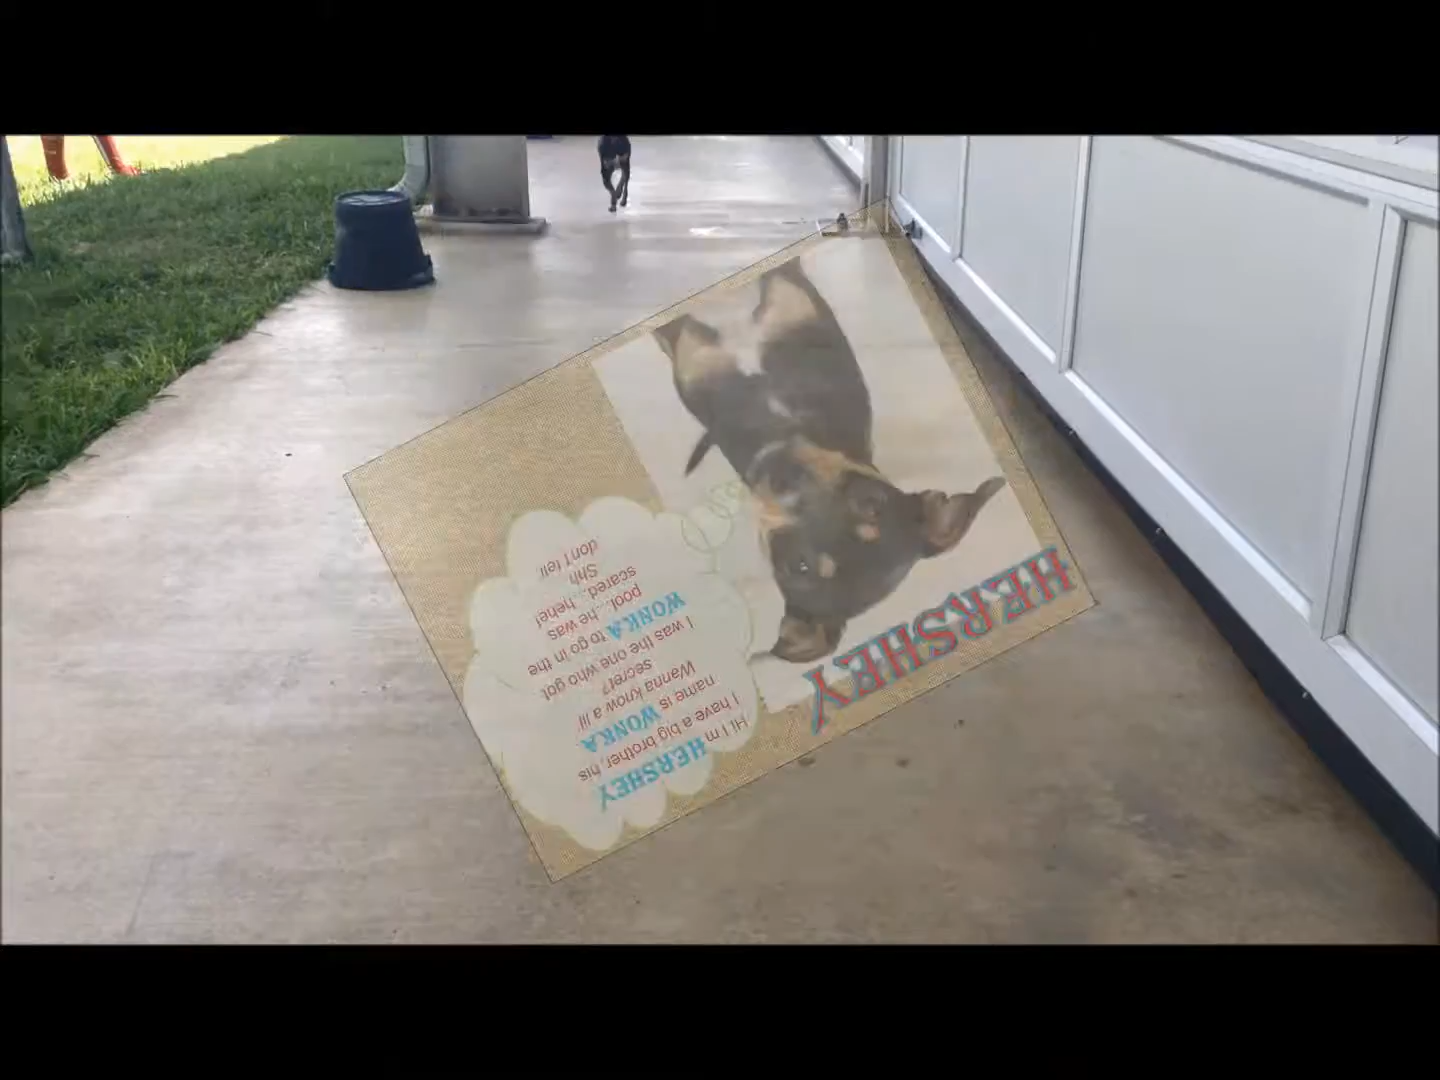 HERSHEY
Hi I'm HERSHEY
I have a big brother, his
name is WONKA
Wanna know a lil
secret?
I was the one who got
WONKA to go in the
pool...he was
scared...hehe!
Shh
don't tell